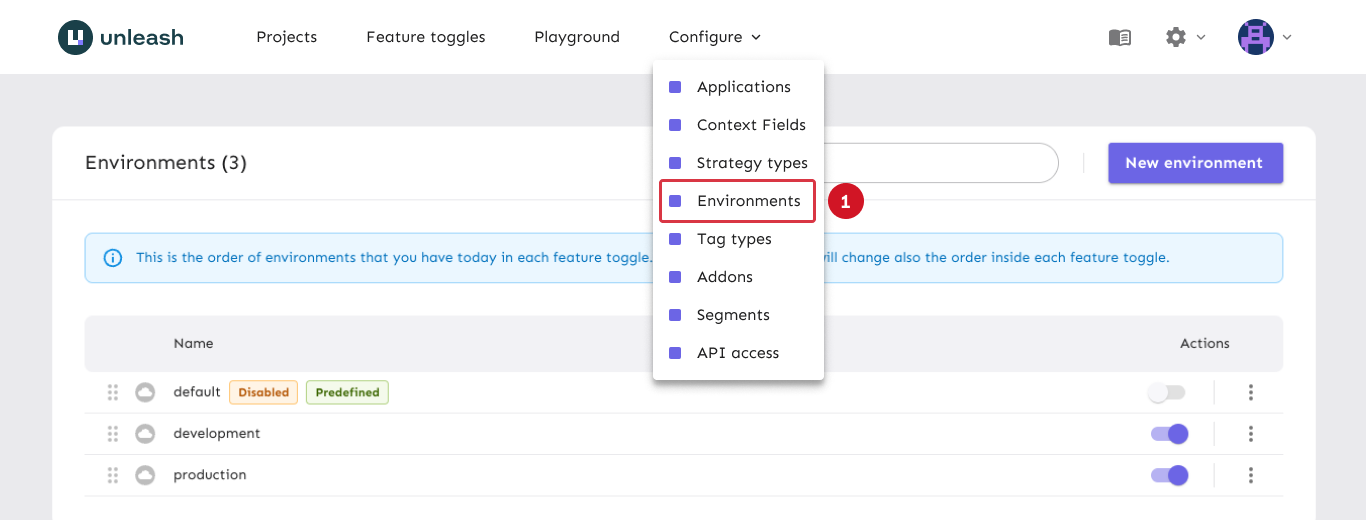 unleash
Projects
Feature toggles
Playground
Configure
Applications
Context Fields
Strategy types
Environments
1
Tag types
Addons
Segments
API access
Environments (3)
New environment
This is the order of environments that you have today in each feature toggle.
will change also the order inside each feature toggle.
Name
Actions
default Disabled Predefined
development
production